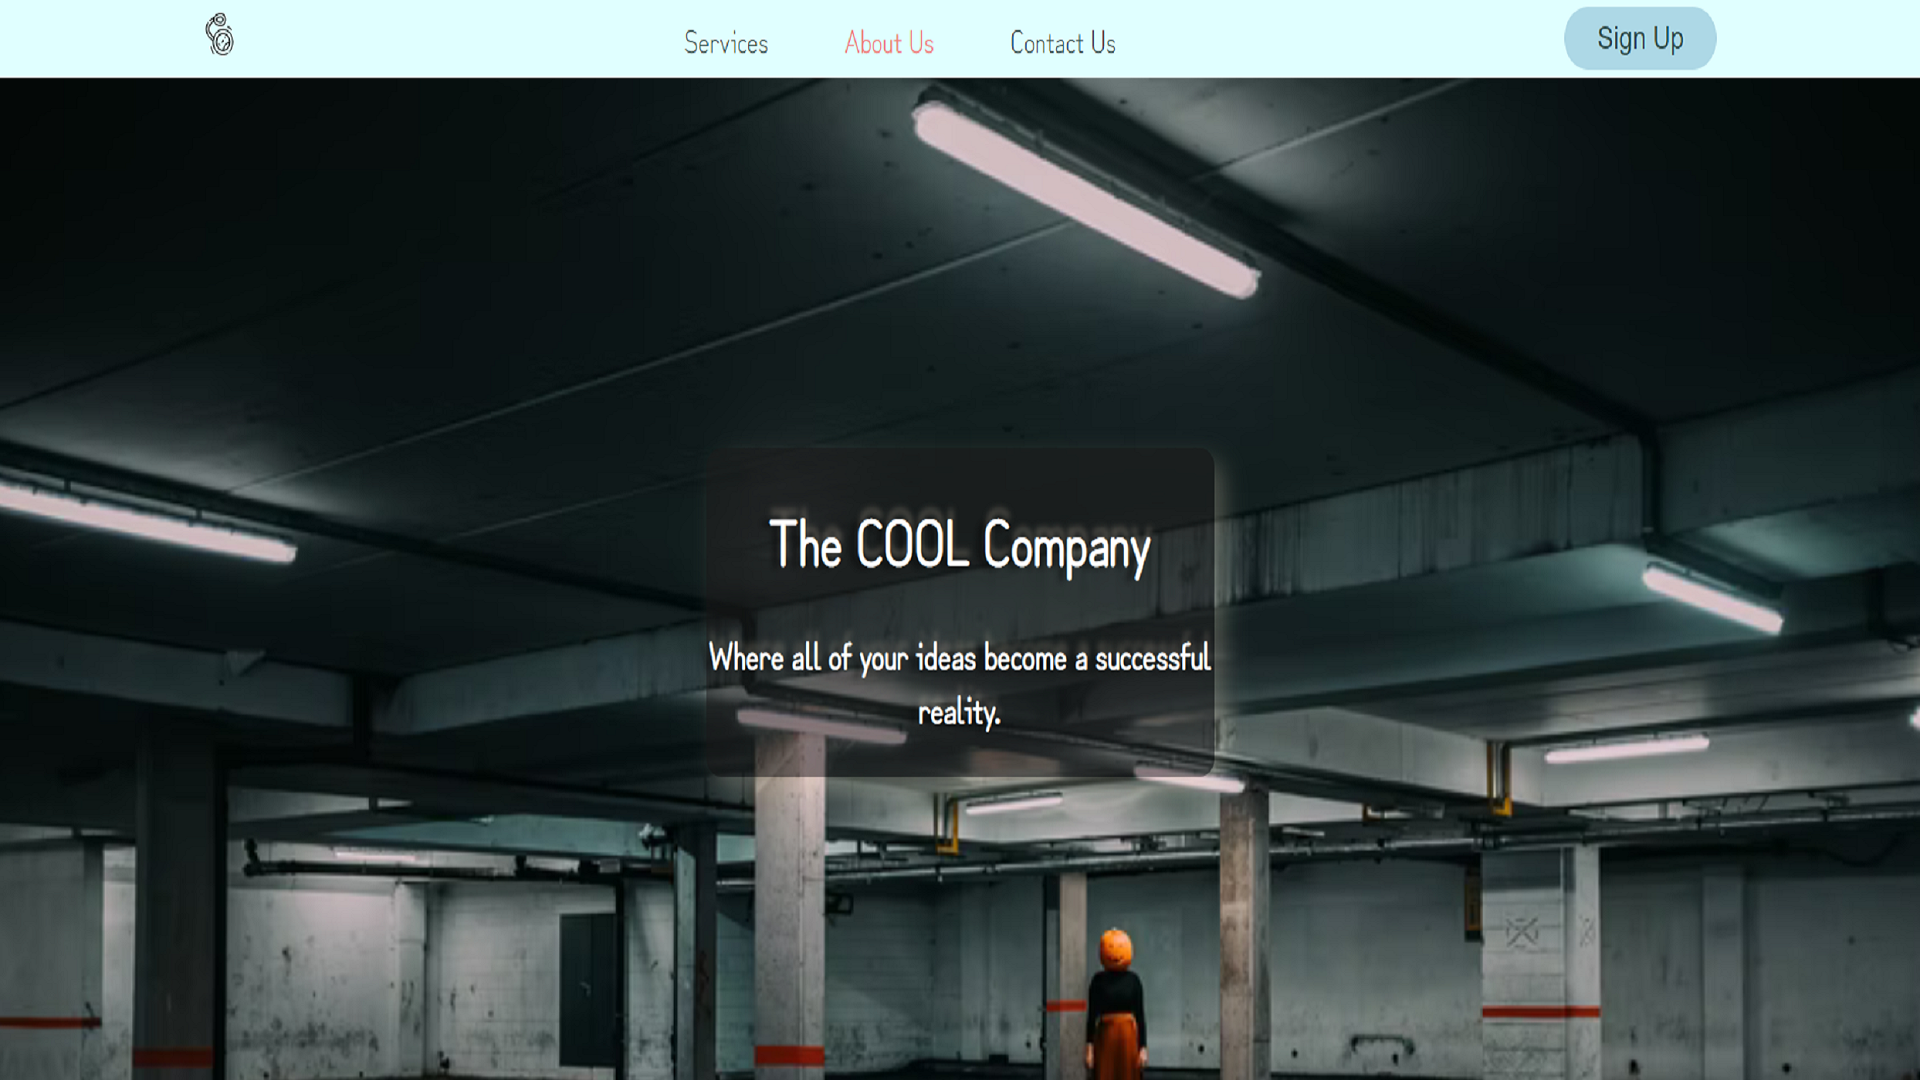 Services
About Us
Contact Us
Sign Up
The COOL Company
Where all of your ideas become a successful
reality.